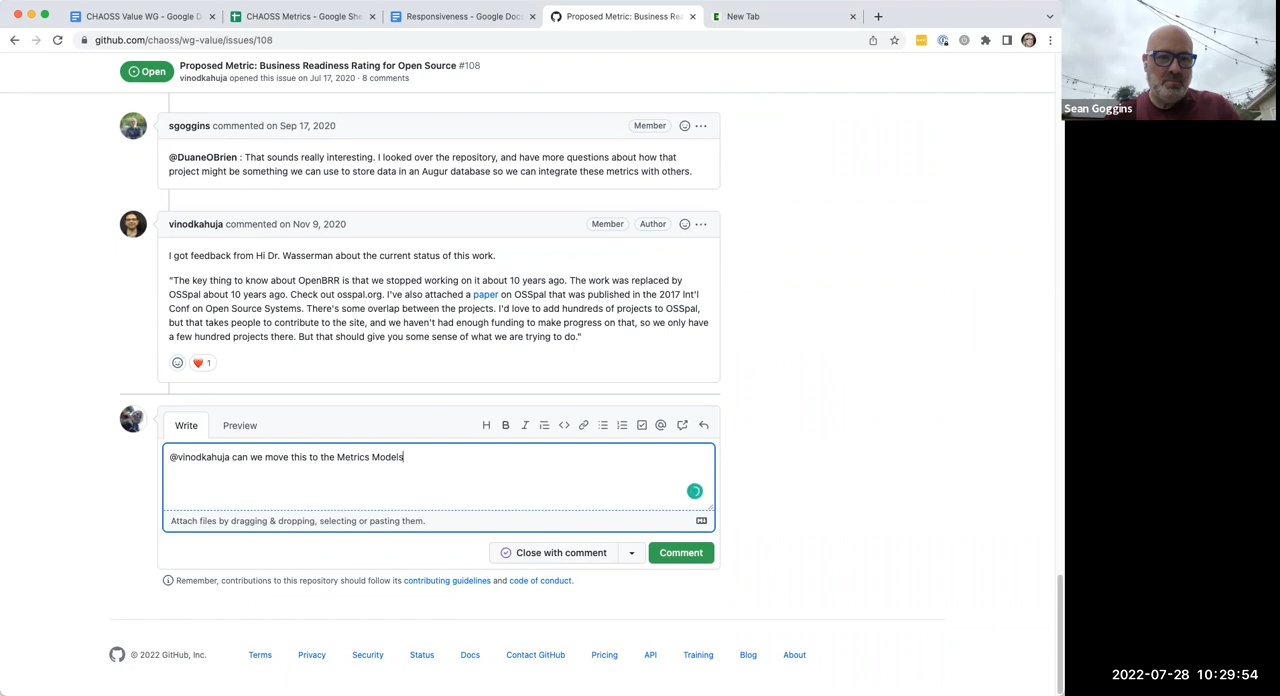 CHAOSS Value WG - Google D
CHAOSS Metrics - Google She
Responsiveness - Google Doc
Proposed Metric: Business Rea
New Tab
github.com/chaoss/wg-value/issues/108
Open
Proposed Metric: Business Readiness Rating for Open Source #108
vinodkahuja opened this issue on Jul 17, 2020 · 8 comments
Sean Goggins
sgoggins commented on Sep 17, 2020
Member
@DuaneOBrien : That sounds really interesting. I looked over the repository, and have more questions about how that
project might be something we can use to store data in an Augur database so we can integrate these metrics with others.
vinodkahuja commented on Nov 9, 2020
Member
Author
I got feedback from Hi Dr. Wasserman about the current status of this work.
"The key thing to know about OpenBRR is that we stopped working on it about 10 years ago. The work was replaced by
OSSpal about 10 years ago. Check out osspal.org. I've also attached a paper on OSSpal that was published in the 2017 Int'l
Conf on Open Source Systems. There's some overlap between the projects. I'd love to add hundreds of projects to OSSpal,
but that takes people to contribute to the site, and we haven't had enough funding to make progress on that, so we only have
a few hundred projects there. But that should give you some sense of what we are trying to do."
1
Write
Preview
H B I
@vinodkahuja can we move this to the Metrics Models
Attach files by dragging & dropping, selecting or pasting them.
Close with comment
Comment
Remember, contributions to this repository should follow its contributing guidelines and code of conduct.
© 2022 GitHub, Inc.
Terms
Privacy
Security
Status
Docs
Contact GitHub
Pricing
API
Training
Blog
About
2022-07-28 10:29:54